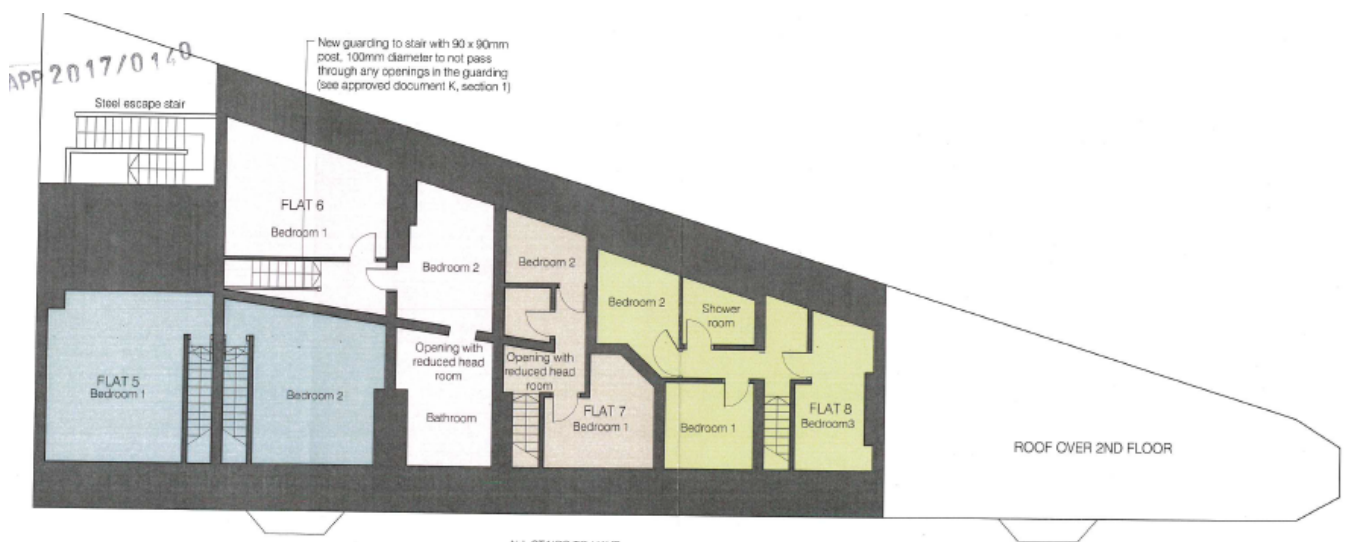 New guarding to stair with 90 x 90mm
post, 100mm diameter to not pass
through any openings in the guarding
(see approved document K, section 1)
APP 2017/0140
Steel escape stair
FLAT 6
Bedroom 1
Bedroom 2
Bedroom 2
Bedroom 2
Shower
room
Opening with
reduced head
room
Opening with
reduced head
room
FLAT 5
Bedroom 1
Bedroom 2
Bathroom
FLAT 7
Bedroom 1
Bedroom 1
FLAT 8
Bedroom3
ROOF OVER 2ND FLOOR